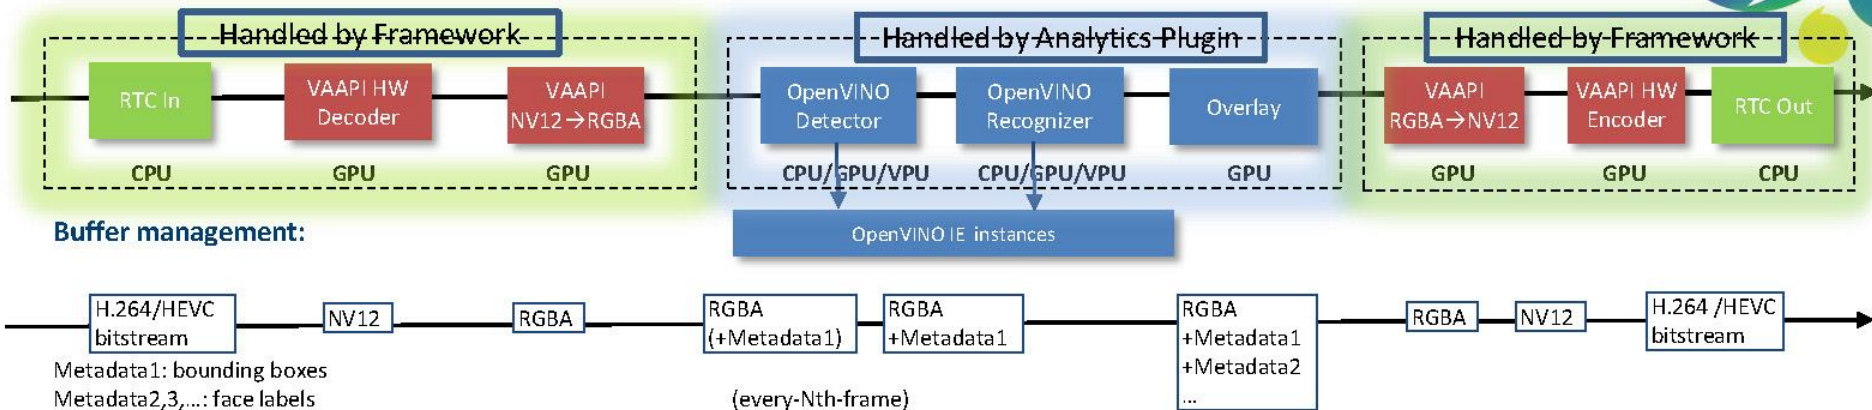 Handled by Framework
Handled by Analytics Plugin
Handled by Framework
RTC In
VAAPI HW
Decoder
VAAPI
NV12→RGBA
OpenVINO
Detector
OpenVINO
Recognizer
Overlay
VAAPI
RGBA→NV12
VAAPI HW
Encoder
RTC Out
CPU
GPU
GPU
CPU/GPU/VPU
CPU/GPU/VPU
GPU
GPU
GPU
CPU
Buffer management:
OpenVINO IE instances
H.264/HEVC
bitstream
NV12
RGBA
RGBA
(+Metadata1)
RGBA
+Metadata1
RGBA
+Metadata1
+Metadata2
...
RGBA
NV12
H.264 /HEVC
bitstream
Metadata1: bounding boxes
Metadata2,3,...: face labels
(every-Nth-frame)